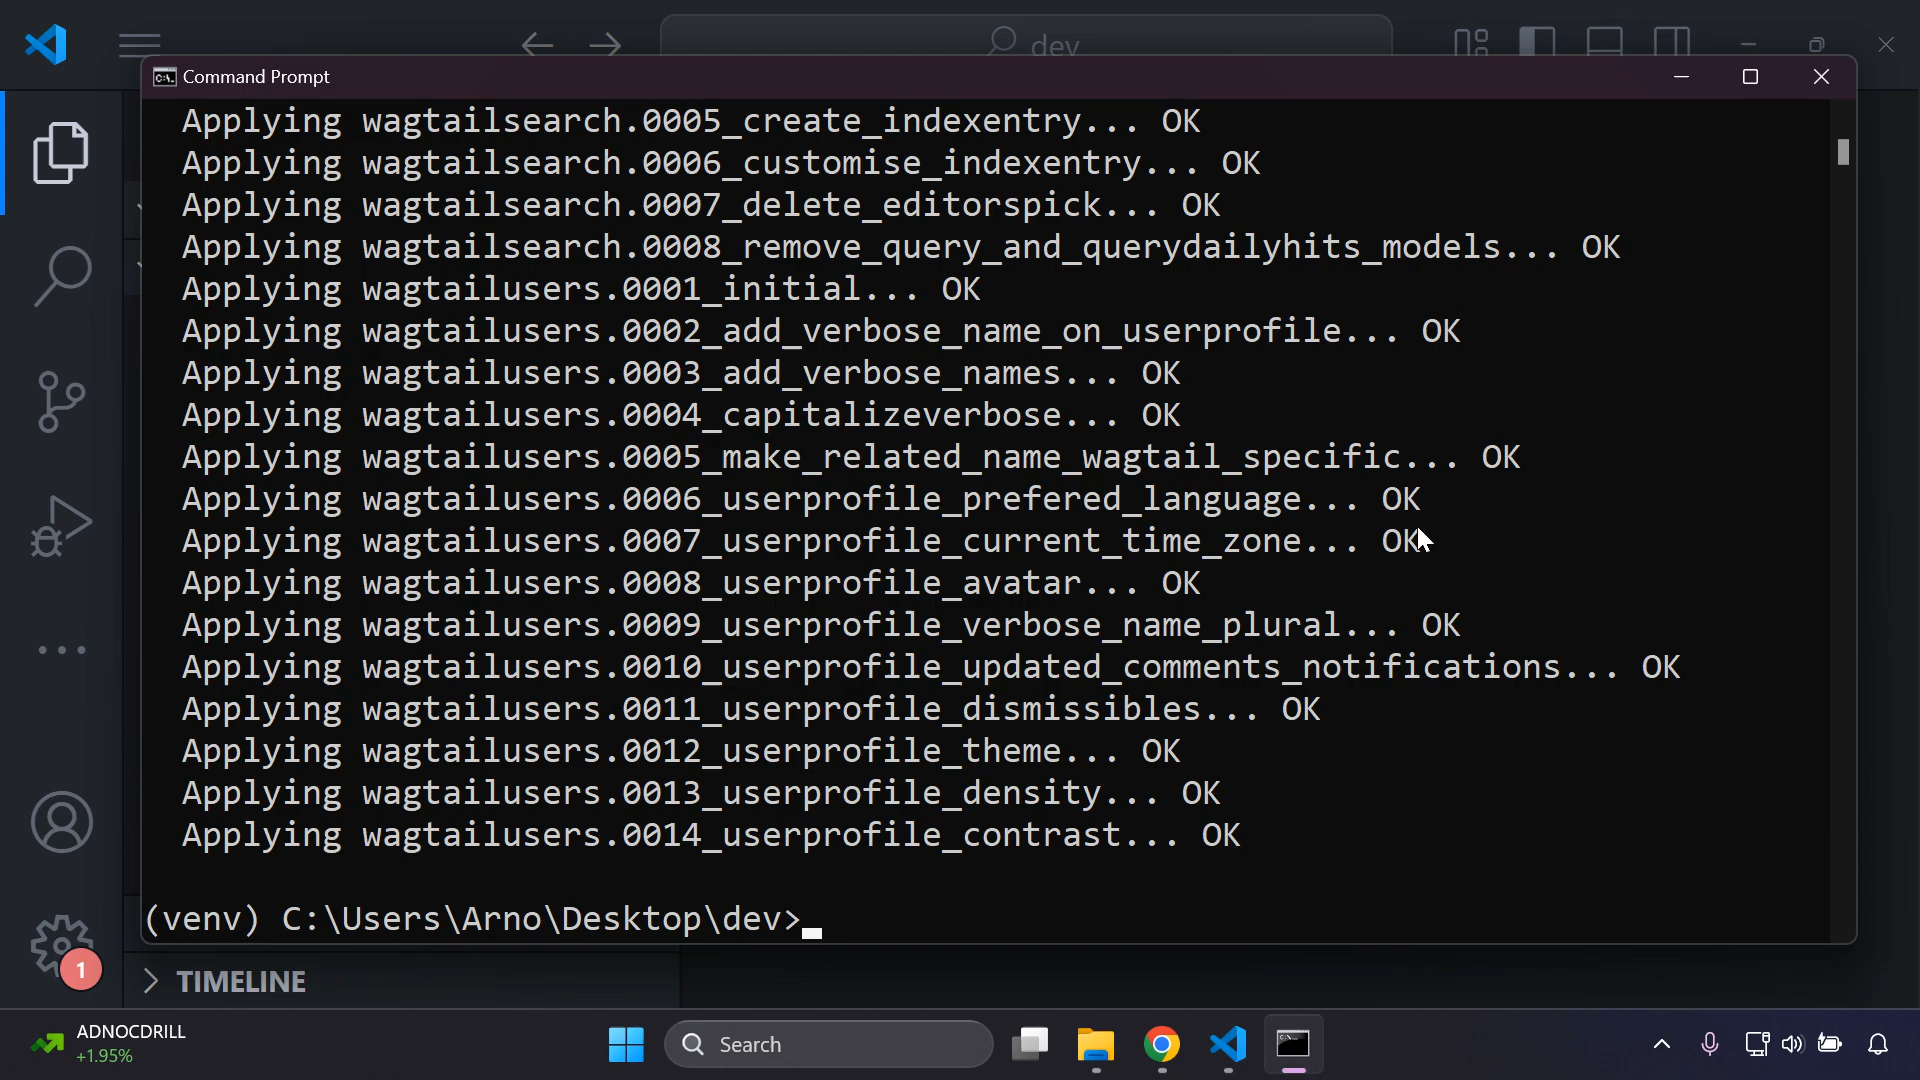 dev
Command Prompt
Applying wagtailsearch.0005_create_indexentry... OK
Applying wagtailsearch.0006_customise_indexentry... OK
Applying wagtailsearch.0007_delete_editorspick... OK
Applying wagtailsearch.0008_remove_query_and_querydailyhits_models... OK
Applying wagtailusers.0001_initial... OK
Applying wagtailusers.0002_add_verbose_name_on_userprofile... OK
Applying wagtailusers.0003_add_verbose_names... OK
Applying wagtailusers.0004_capitalizeverbose... OK
Applying wagtailusers.0005_make_related_name_wagtail_specific... OK
Applying wagtailusers.0006_userprofile_prefered_language... OK
Applying wagtailusers.0007_userprofile_current_time_zone... OK
Applying wagtailusers.0008_userprofile_avatar... OK
Applying wagtailusers.0009_userprofile_verbose_name_plural... OK
Applying wagtailusers.0010_userprofile_updated_comments_notifications... OK
Applying wagtailusers.0011_userprofile_dismissibles... OK
Applying wagtailusers.0012_userprofile_theme... OK
Applying wagtailusers.0013_userprofile_density... OK
Applying wagtailusers.0014_userprofile_contrast... OK
(venv) C:\Users\Arno\Desktop\dev>
1
TIMELINE
ADNOCDRILL
+1.95%
Search